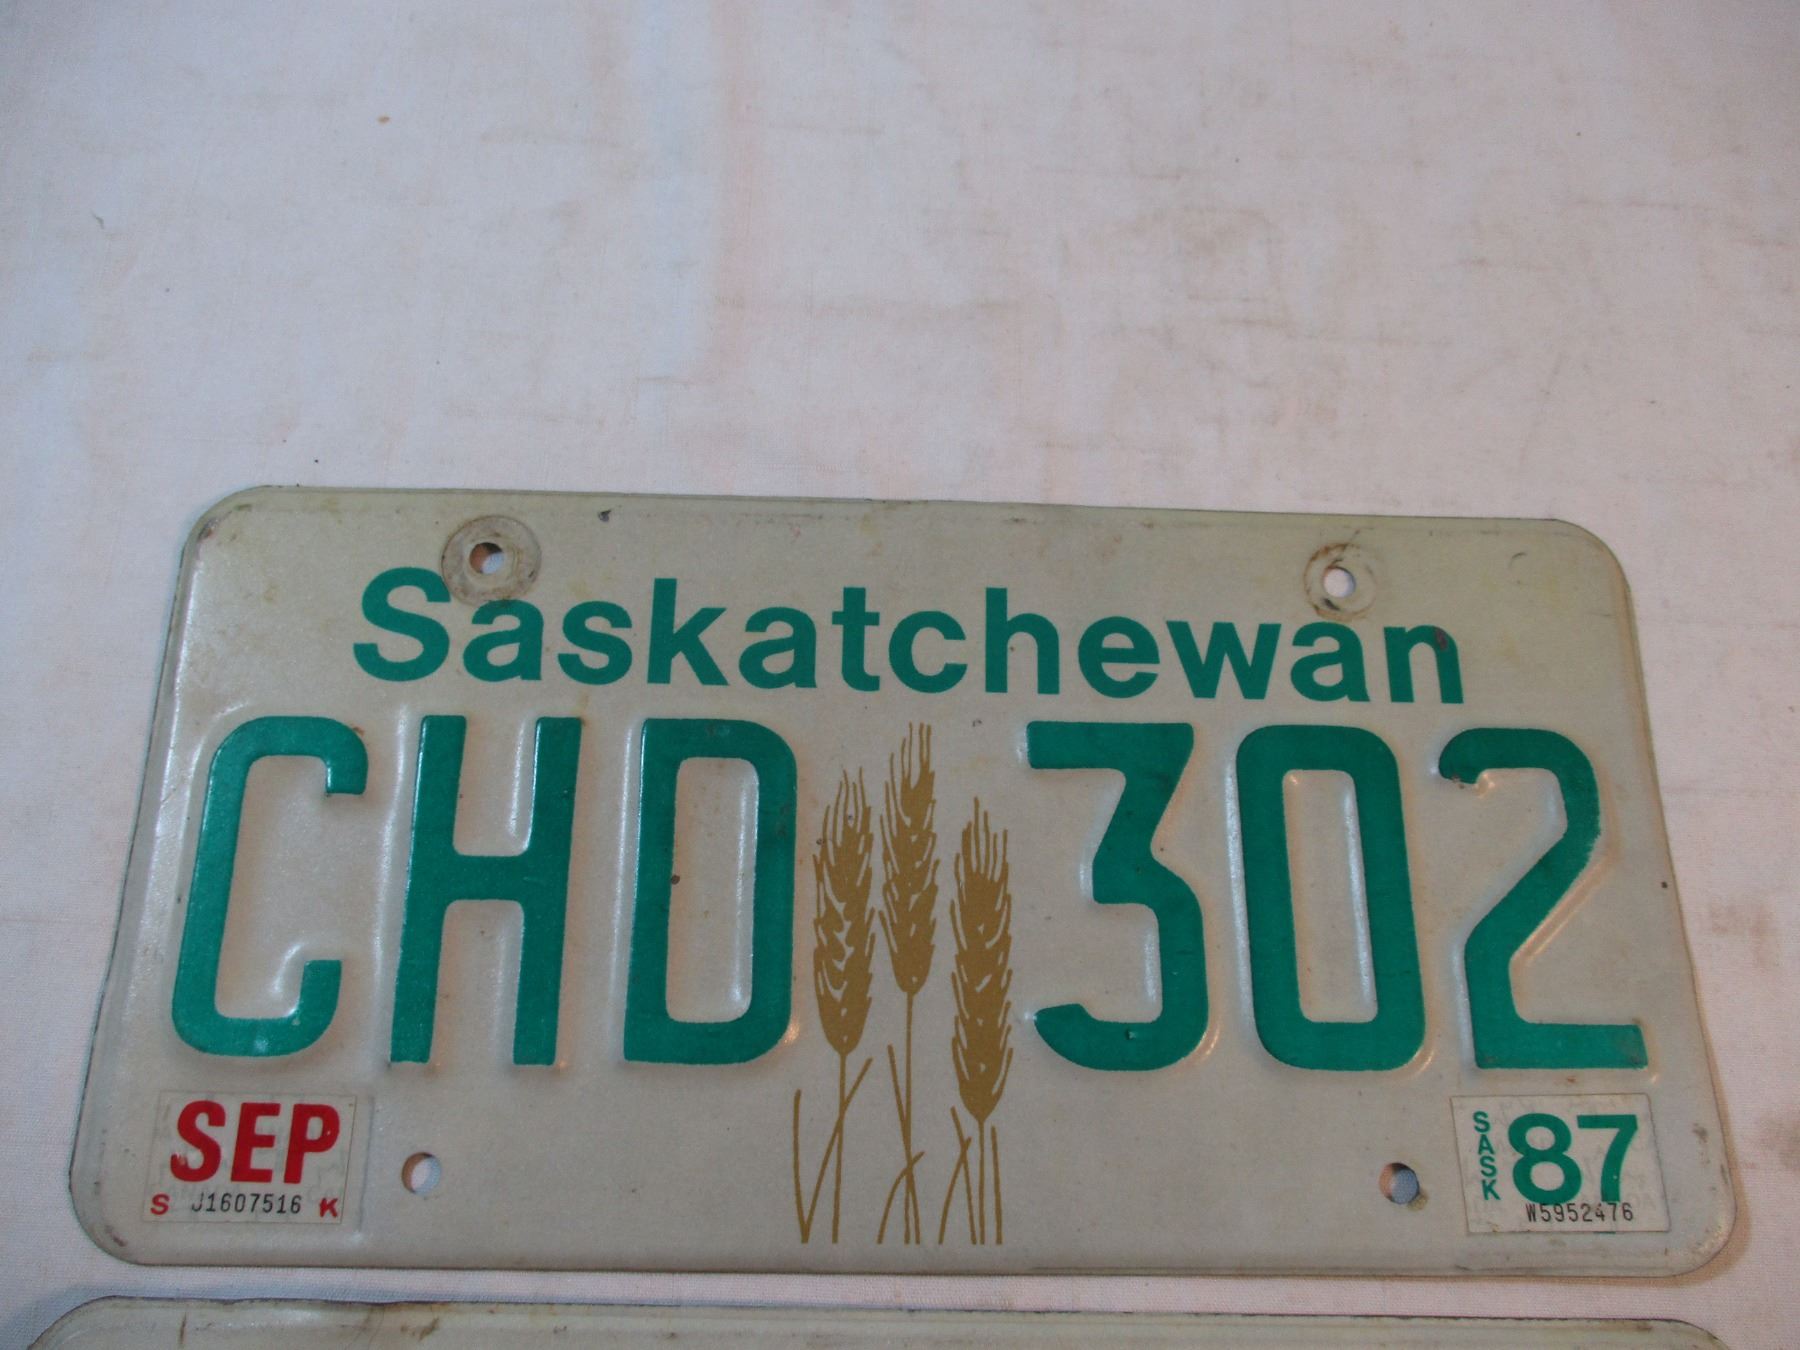 Saskatchewan
CHD 302
SEP
S J1607516 K
SASK 87
W5952476